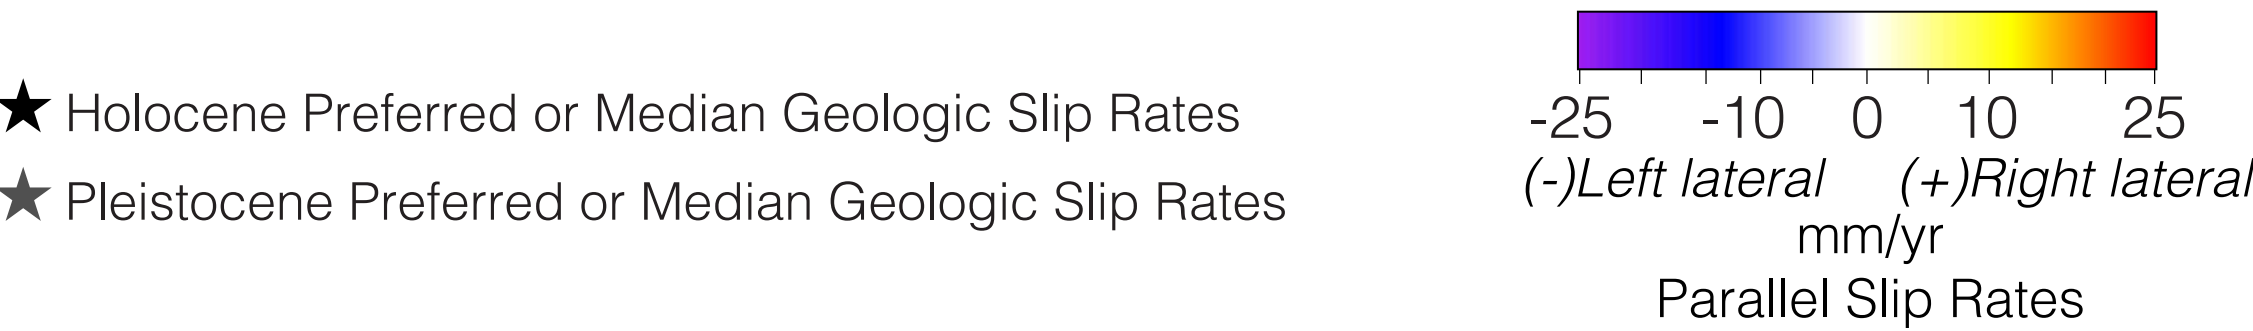 ★ Holocene Preferred or Median Geologic Slip Rates
★ Pleistocene Preferred or Median Geologic Slip Rates
-25 -10 0 10 25
(-)Left lateral (+)Right lateral
mm/yr
Parallel Slip Rates